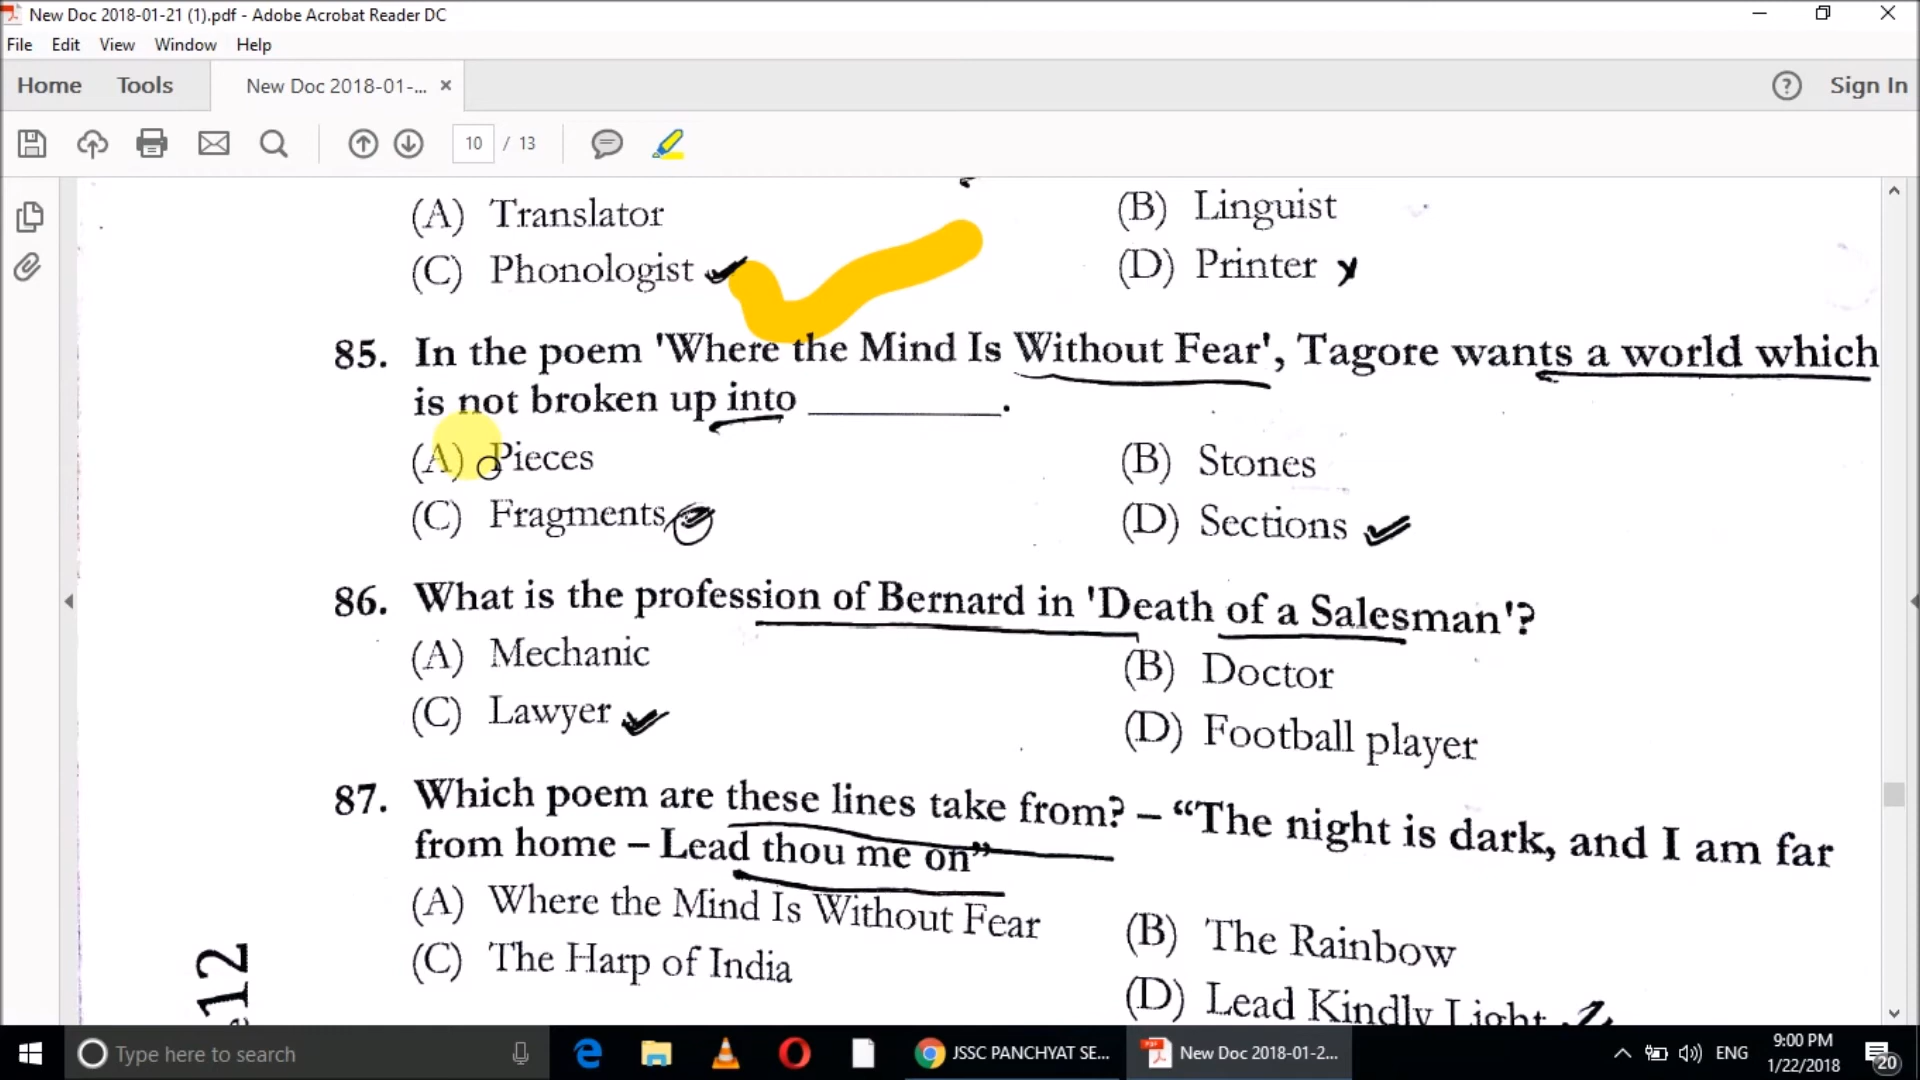 New Doc 2018-01-21 (1).pdf - Adobe Acrobat Reader DC
File Edit View Window Help
Home Tools New Doc 2018-01-... × Sign In
10 / 13
(A) Translator (B) Linguist
(C) Phonologist (D) Printer
85. In the poem 'Where the Mind Is Without Fear', Tagore wants a world which
is not broken up into __________.
(A) Pieces (B) Stones
(C) Fragments (D) Sections
86. What is the profession of Bernard in 'Death of a Salesman'?
(A) Mechanic (B) Doctor
(C) Lawyer (D) Football player
87. Which poem are these lines take from? – “The night is dark, and I am far
from home – Lead thou me on”
(A) Where the Mind Is Without Fear (B) The Rainbow
(C) The Harp of India (D) Lead Kindly Light
12
Type here to search
JSSC PANCHYAT SE...
New Doc 2018-01-2...
ENG
9:00 PM
1/22/2018
20